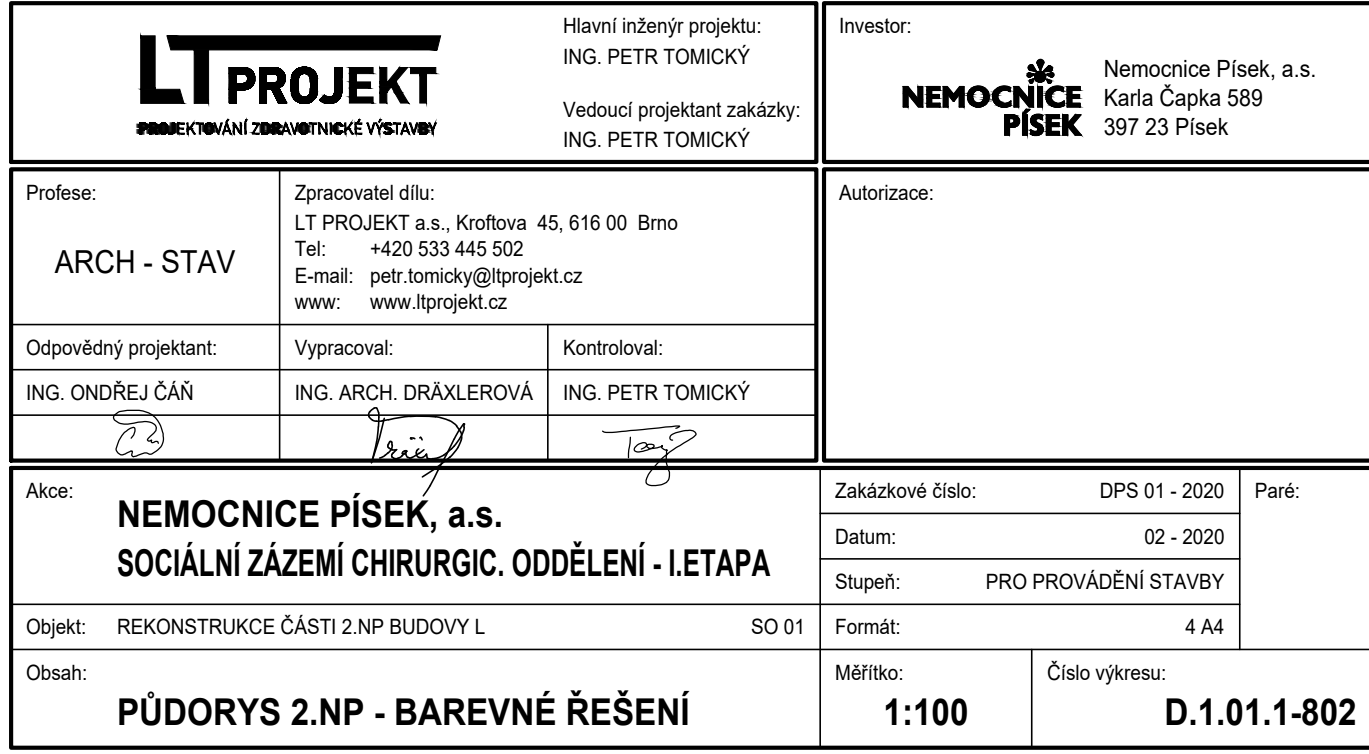 LT PROJEKT
PROJEKTOVÁNÍ ZDRAVOTNICKÉ VÝSTAVBY
Hlavní inženýr projektu:
ING. PETR TOMICKÝ
Vedoucí projektant zakázky:
ING. PETR TOMICKÝ
Investor:
NEMOCNICE
PÍSEK
Nemocnice Písek, a.s.
Karla Čapka 589
397 23 Písek
Profese:
ARCH - STAV
Zpracovatel dílu:
LT PROJEKT a.s., Kroftova 45, 616 00 Brno
Tel: +420 533 445 502
E-mail: petr.tomicky@ltprojekt.cz
www: www.ltprojekt.cz
Autorizace:
Odpovědný projektant: Vypracoval: Kontroloval:
ING. ONDŘEJ ČÁŇ ING. ARCH. DRÄXLEROVÁ ING. PETR TOMICKÝ
Akce:
NEMOCNICE PÍSEK, a.s.
SOCIÁLNÍ ZÁZEMÍ CHIRURGIC. ODDĚLENÍ - I.ETAPA
Zakázkové číslo: DPS 01 - 2020
Paré:
Datum: 02 - 2020
Stupeň: PRO PROVÁDĚNÍ STAVBY
Objekt: REKONSTRUKCE ČÁSTI 2.NP BUDOVY L SO 01
Formát: 4 A4
Obsah:
PŮDORYS 2.NP - BAREVNÉ ŘEŠENÍ
Měřítko:
1:100
Číslo výkresu:
D.1.01.1-802